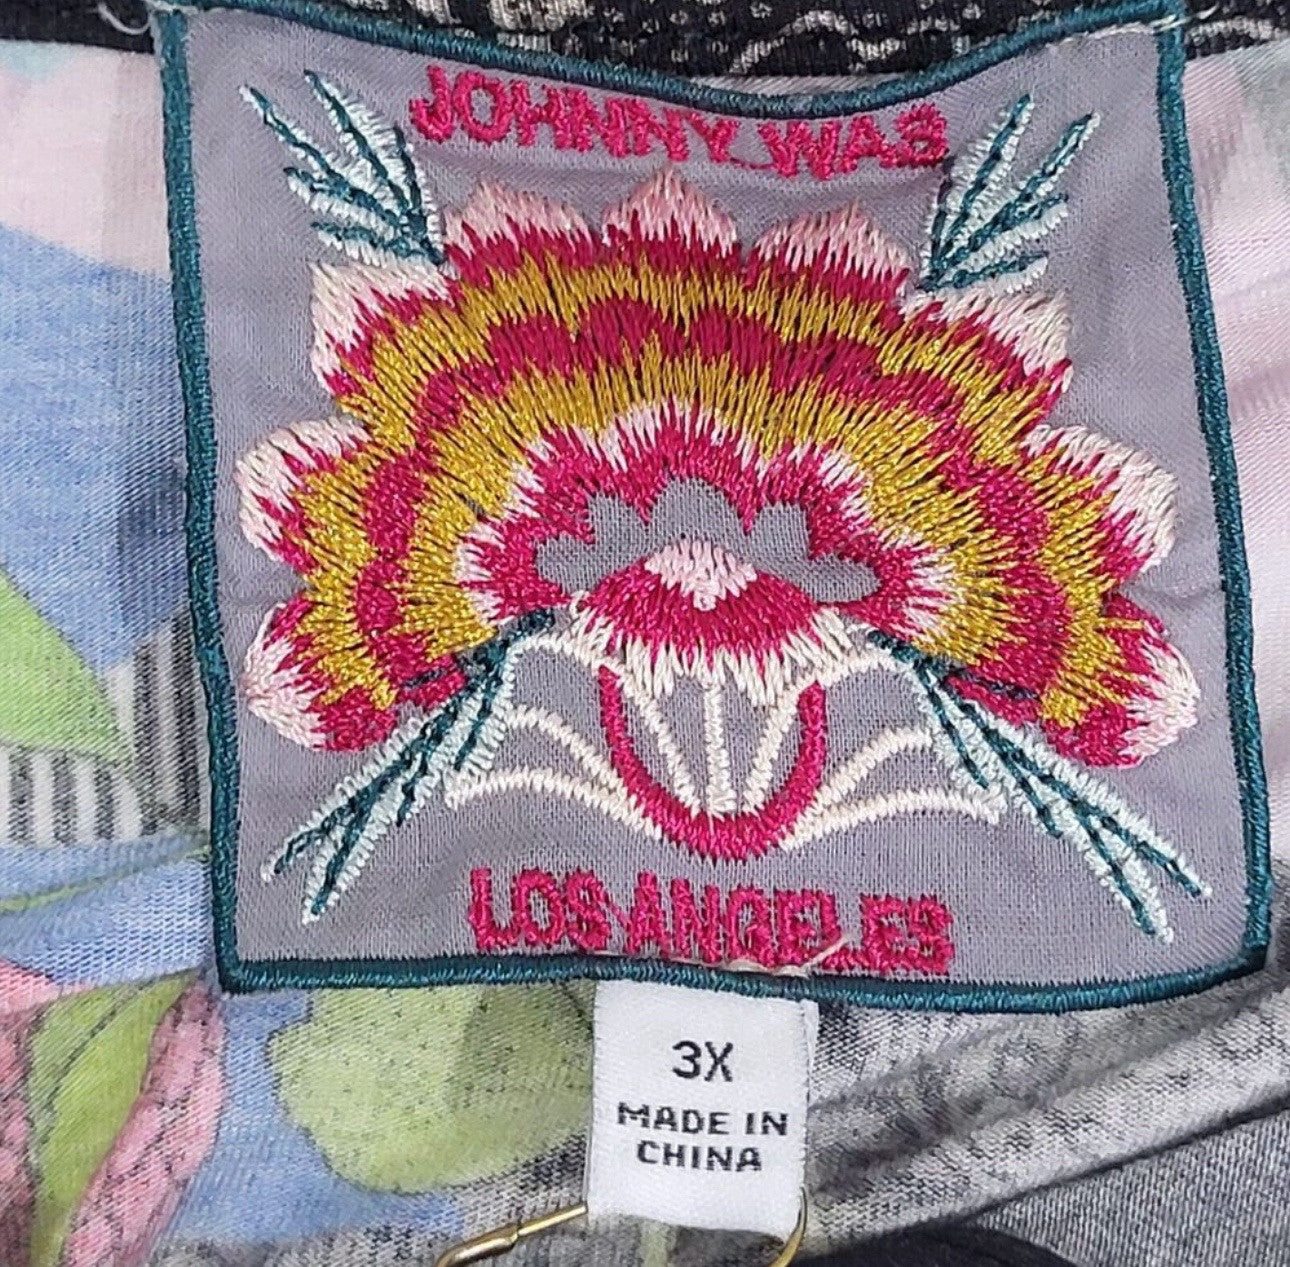 JOHNNY WAS
LOS ANGELES
3X
MADE IN
CHINA